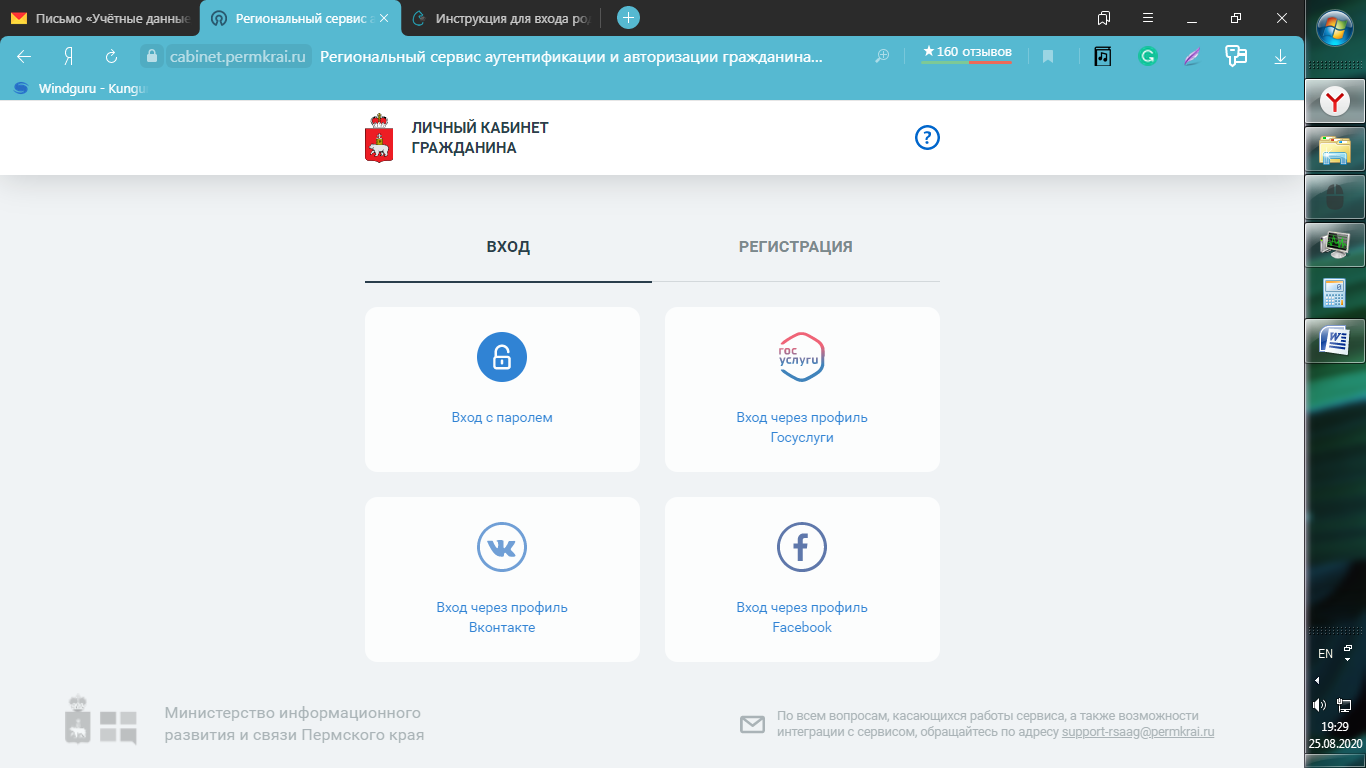 Письмо «Учётные данные
Региональный сервис а
Инструкция для входа род
cabinet.permkrai.ru
Региональный сервис аутентификации и авторизации гражданина...
★160 отзывов
Windguru - Kungu
ЛИЧНЫЙ КАБИНЕТ
ГРАЖДАНИНА
?
ВХОД
РЕГИСТРАЦИЯ
Вход с паролем
гос
услуги
Вход через профиль
Госуслуги
Вход через профиль
Вконтакте
Вход через профиль
Facebook
Министерство информационного
развития и связи Пермского края
По всем вопросам, касающихся работы сервиса, а также возможности
интеграции с сервисом, обращайтесь по адресу support-rsaag@permkrai.ru
EN
19:29
25.08.2020